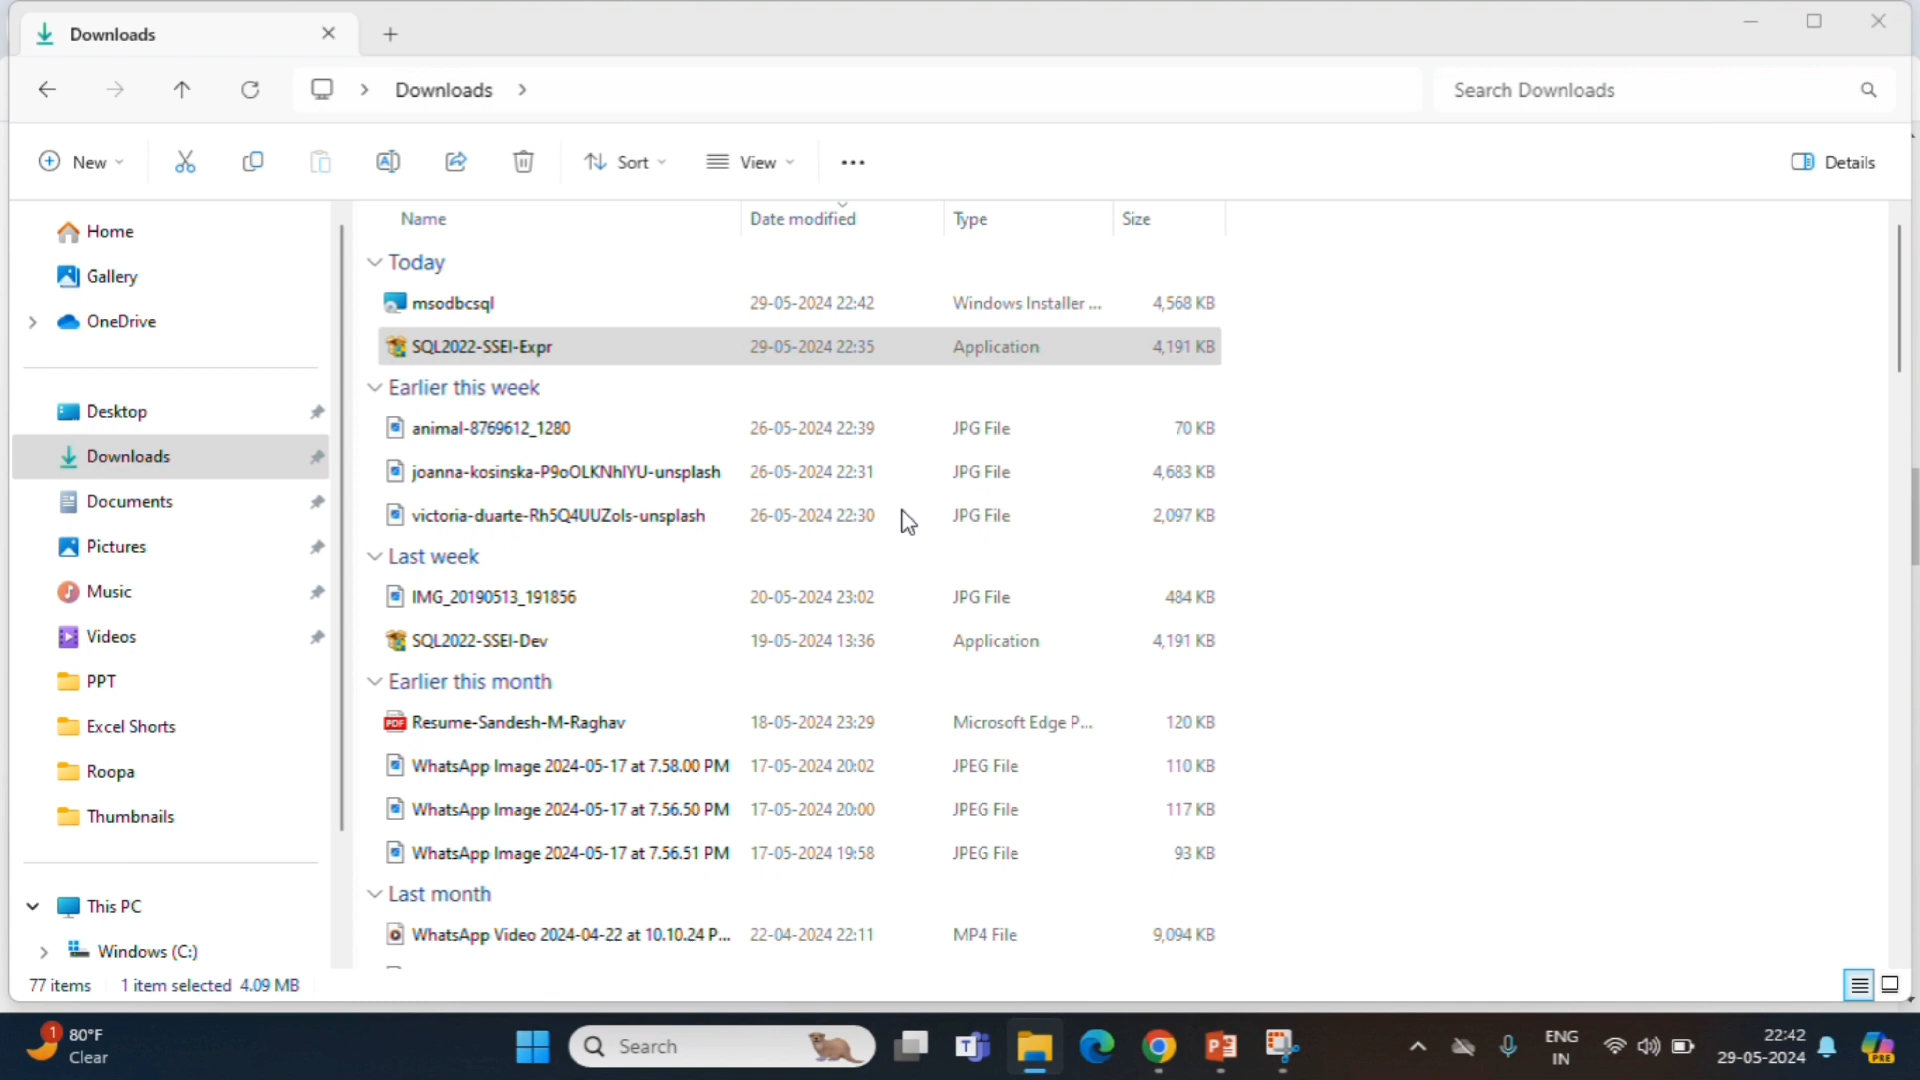 Downloads
Downloads
Search Downloads
New
Sort
View
Details
Home
Gallery
OneDrive
Desktop
Downloads
Documents
Pictures
Music
Videos
PPT
Excel Shorts
Roopa
Thumbnails
This PC
Windows (C:)
Name Date modified Type Size
Today
msodbcsql 29-05-2024 22:42 Windows Installer ... 4,568 KB
SQL2022-SSEI-Expr 29-05-2024 22:35 Application 4,191 KB
Earlier this week
animal-8769612_1280 26-05-2024 22:39 JPG File 70 KB
joanna-kosinska-P9oOLKNhIYU-unsplash 26-05-2024 22:31 JPG File 4,683 KB
victoria-duarte-Rh5Q4UUZols-unsplash 26-05-2024 22:30 JPG File 2,097 KB
Last week
IMG_20190513_191856 20-05-2024 23:02 JPG File 484 KB
SQL2022-SSEI-Dev 19-05-2024 13:36 Application 4,191 KB
Earlier this month
Resume-Sandesh-M-Raghav 18-05-2024 23:29 Microsoft Edge P... 120 KB
WhatsApp Image 2024-05-17 at 7.58.00 PM 17-05-2024 20:02 JPEG File 110 KB
WhatsApp Image 2024-05-17 at 7.56.50 PM 17-05-2024 20:00 JPEG File 117 KB
WhatsApp Image 2024-05-17 at 7.56.51 PM 17-05-2024 19:58 JPEG File 93 KB
Last month
WhatsApp Video 2024-04-22 at 10.10.24 P... 22-04-2024 22:11 MP4 File 9,094 KB
77 items 1 item selected 4.09 MB
1
80°F
Clear
Search
ENG
IN
22:42
29-05-2024
PRE